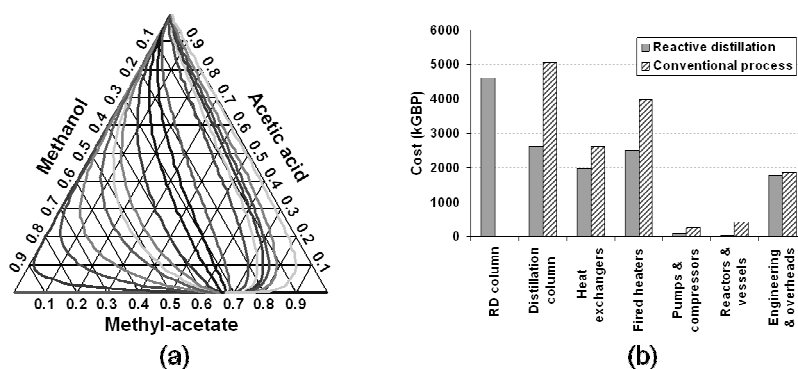 0.1
0.2
0.3
0.4
0.5
0.6
0.7
0.8
0.9
Methanol
0.9
0.8
0.7
0.6
0.5
0.4
0.3
0.2
0.1
Acetic acid
0.1 0.2 0.3 0.4 0.5 0.6 0.7 0.8 0.9
Methyl-acetate
(a)
Reactive distillation
Conventional process
Cost (kGBP)
6000
5000
4000
3000
2000
1000
0
RD column
Distillation
column
Heat
exchangers
Fired heaters
Pumps &
compressors
Reactors &
vessels
Engineering
& overheads
(b)